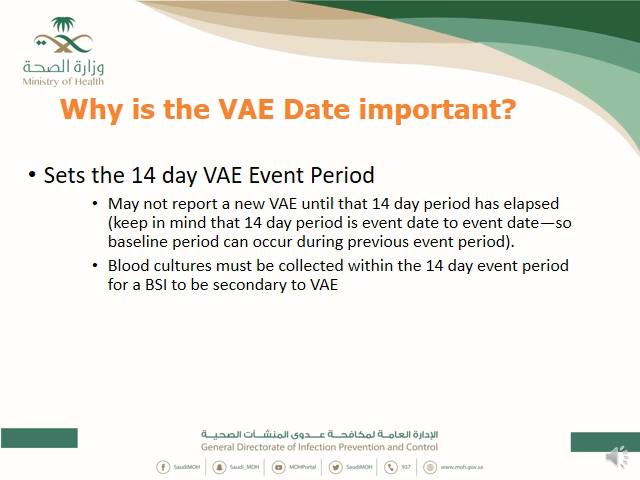 وزارة الصحة
Ministry of Health
Why is the VAE Date important?
• Sets the 14 day VAE Event Period
• May not report a new VAE until that 14 day period has elapsed
(keep in mind that 14 day period is event date to event date—so
baseline period can occur during previous event period).
• Blood cultures must be collected within the 14 day event period
for a BSI to be secondary to VAE
الإدارة العامة لمكافحة عدوى المنشآت الصحية
General Directorate of Infection Prevention and Control
SaudiMOH Saudi_MOH MOHPortal SaudiMOH 937 www.moh.gov.sa